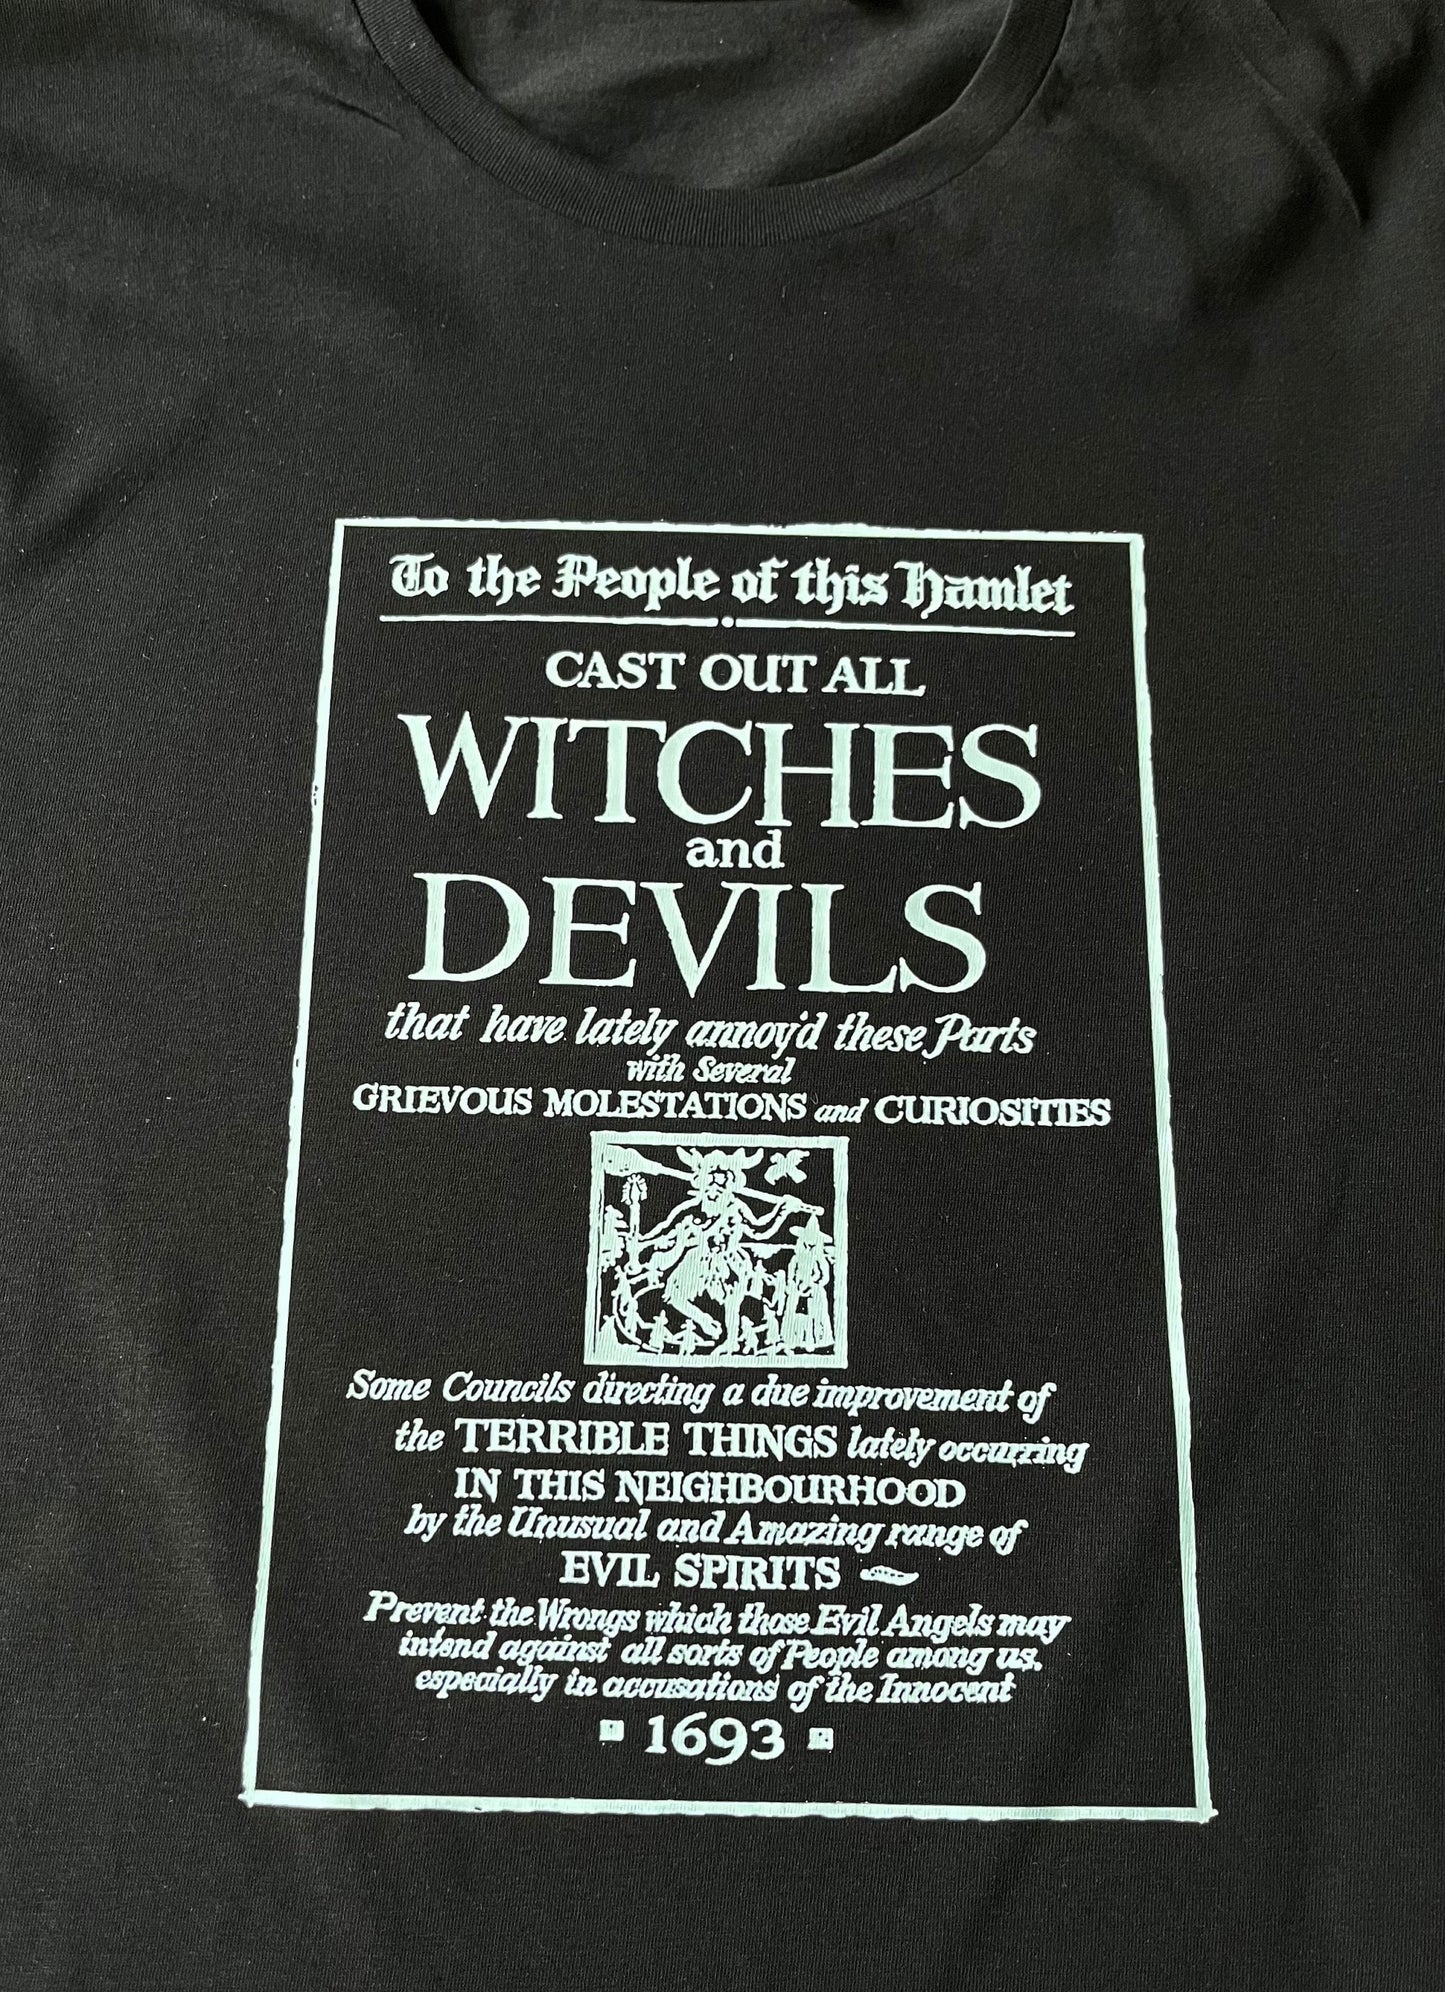 To the People of this Hamlet
CAST OUT ALL
WITCHES
and
DEVILS
that have lately annoy'd these Parts
with Several
GRIEVOUS MOLESTATIONS and CURIOSITIES
Some Councils directing a due improvement of
the TERRIBLE THINGS lately occurring
IN THIS NEIGHBOURHOOD
by the Unusual and Amazing range of
EVIL SPIRITS
Prevent the Wrongs which those Evil Angels may
intend against all sorts of People among us,
especially in accusations of the Innocent
1693